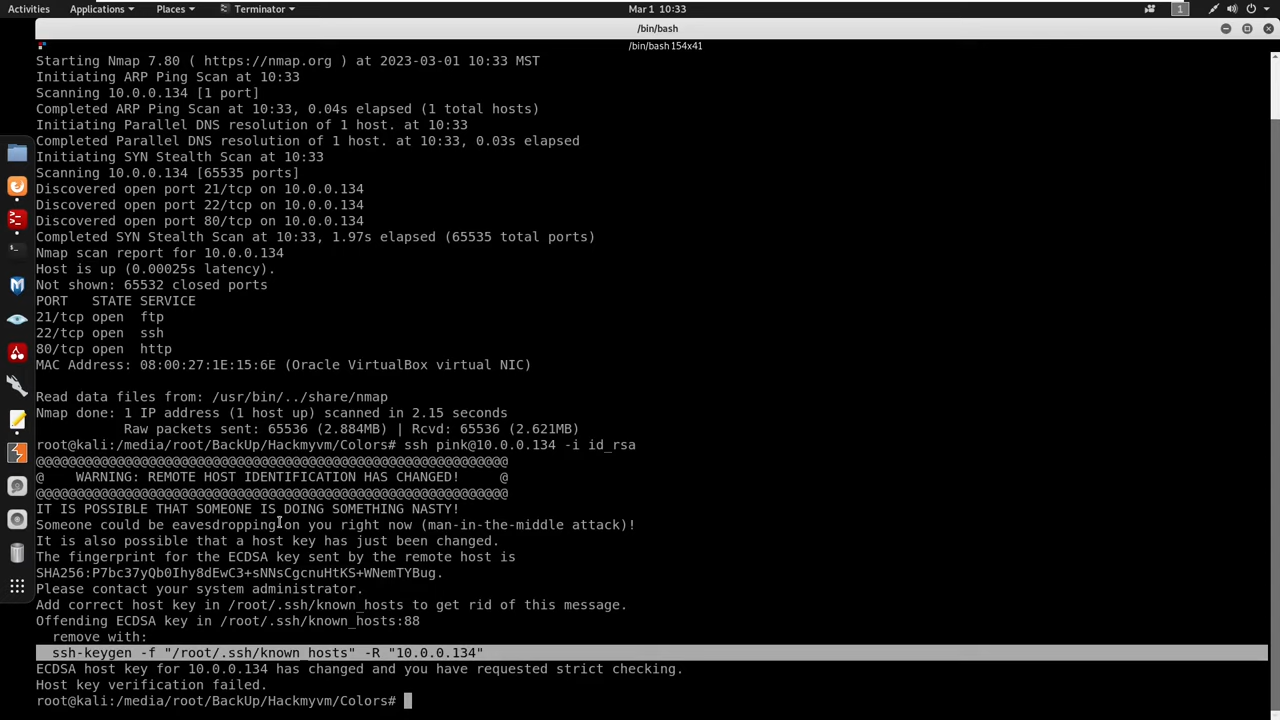 Activities Applications Places Terminator Mar 1 10:33 1
/bin/bash
/bin/bash 154x41
Starting Nmap 7.80 ( https://nmap.org ) at 2023-03-01 10:33 MST
Initiating ARP Ping Scan at 10:33
Scanning 10.0.0.134 [1 port]
Completed ARP Ping Scan at 10:33, 0.04s elapsed (1 total hosts)
Initiating Parallel DNS resolution of 1 host. at 10:33
Completed Parallel DNS resolution of 1 host. at 10:33, 0.03s elapsed
Initiating SYN Stealth Scan at 10:33
Scanning 10.0.0.134 [65535 ports]
Discovered open port 21/tcp on 10.0.0.134
Discovered open port 22/tcp on 10.0.0.134
Discovered open port 80/tcp on 10.0.0.134
Completed SYN Stealth Scan at 10:33, 1.97s elapsed (65535 total ports)
Nmap scan report for 10.0.0.134
Host is up (0.00025s latency).
Not shown: 65532 closed ports
PORT   STATE SERVICE
21/tcp open  ftp
22/tcp open  ssh
80/tcp open  http
MAC Address: 08:00:27:1E:15:6E (Oracle VirtualBox virtual NIC)
Read data files from: /usr/bin/../share/nmap
Nmap done: 1 IP address (1 host up) scanned in 2.15 seconds
Raw packets sent: 65536 (2.884MB) | Rcvd: 65536 (2.621MB)
root@kali:/media/root/BackUp/Hackmyvm/Colors# ssh pink@10.0.0.134 -i id_rsa
@@@@@@@@@@@@@@@@@@@@@@@@@@@@@@@@@@@@@@@@@@@@@@@@@@@@@@@@@@@
@    WARNING: REMOTE HOST IDENTIFICATION HAS CHANGED!     @
@@@@@@@@@@@@@@@@@@@@@@@@@@@@@@@@@@@@@@@@@@@@@@@@@@@@@@@@@@@
IT IS POSSIBLE THAT SOMEONE IS DOING SOMETHING NASTY!
Someone could be eavesdropping on you right now (man-in-the-middle attack)!
It is also possible that a host key has just been changed.
The fingerprint for the ECDSA key sent by the remote host is
SHA256:P7bc37yQb0Ihy8dEwC3+sNNsCgcnuHtKS+WNemTYBug.
Please contact your system administrator.
Add correct host key in /root/.ssh/known_hosts to get rid of this message.
Offending ECDSA key in /root/.ssh/known_hosts:88
remove with:
ssh-keygen -f "/root/.ssh/known_hosts" -R "10.0.0.134"
ECDSA host key for 10.0.0.134 has changed and you have requested strict checking.
Host key verification failed.
root@kali:/media/root/BackUp/Hackmyvm/Colors#